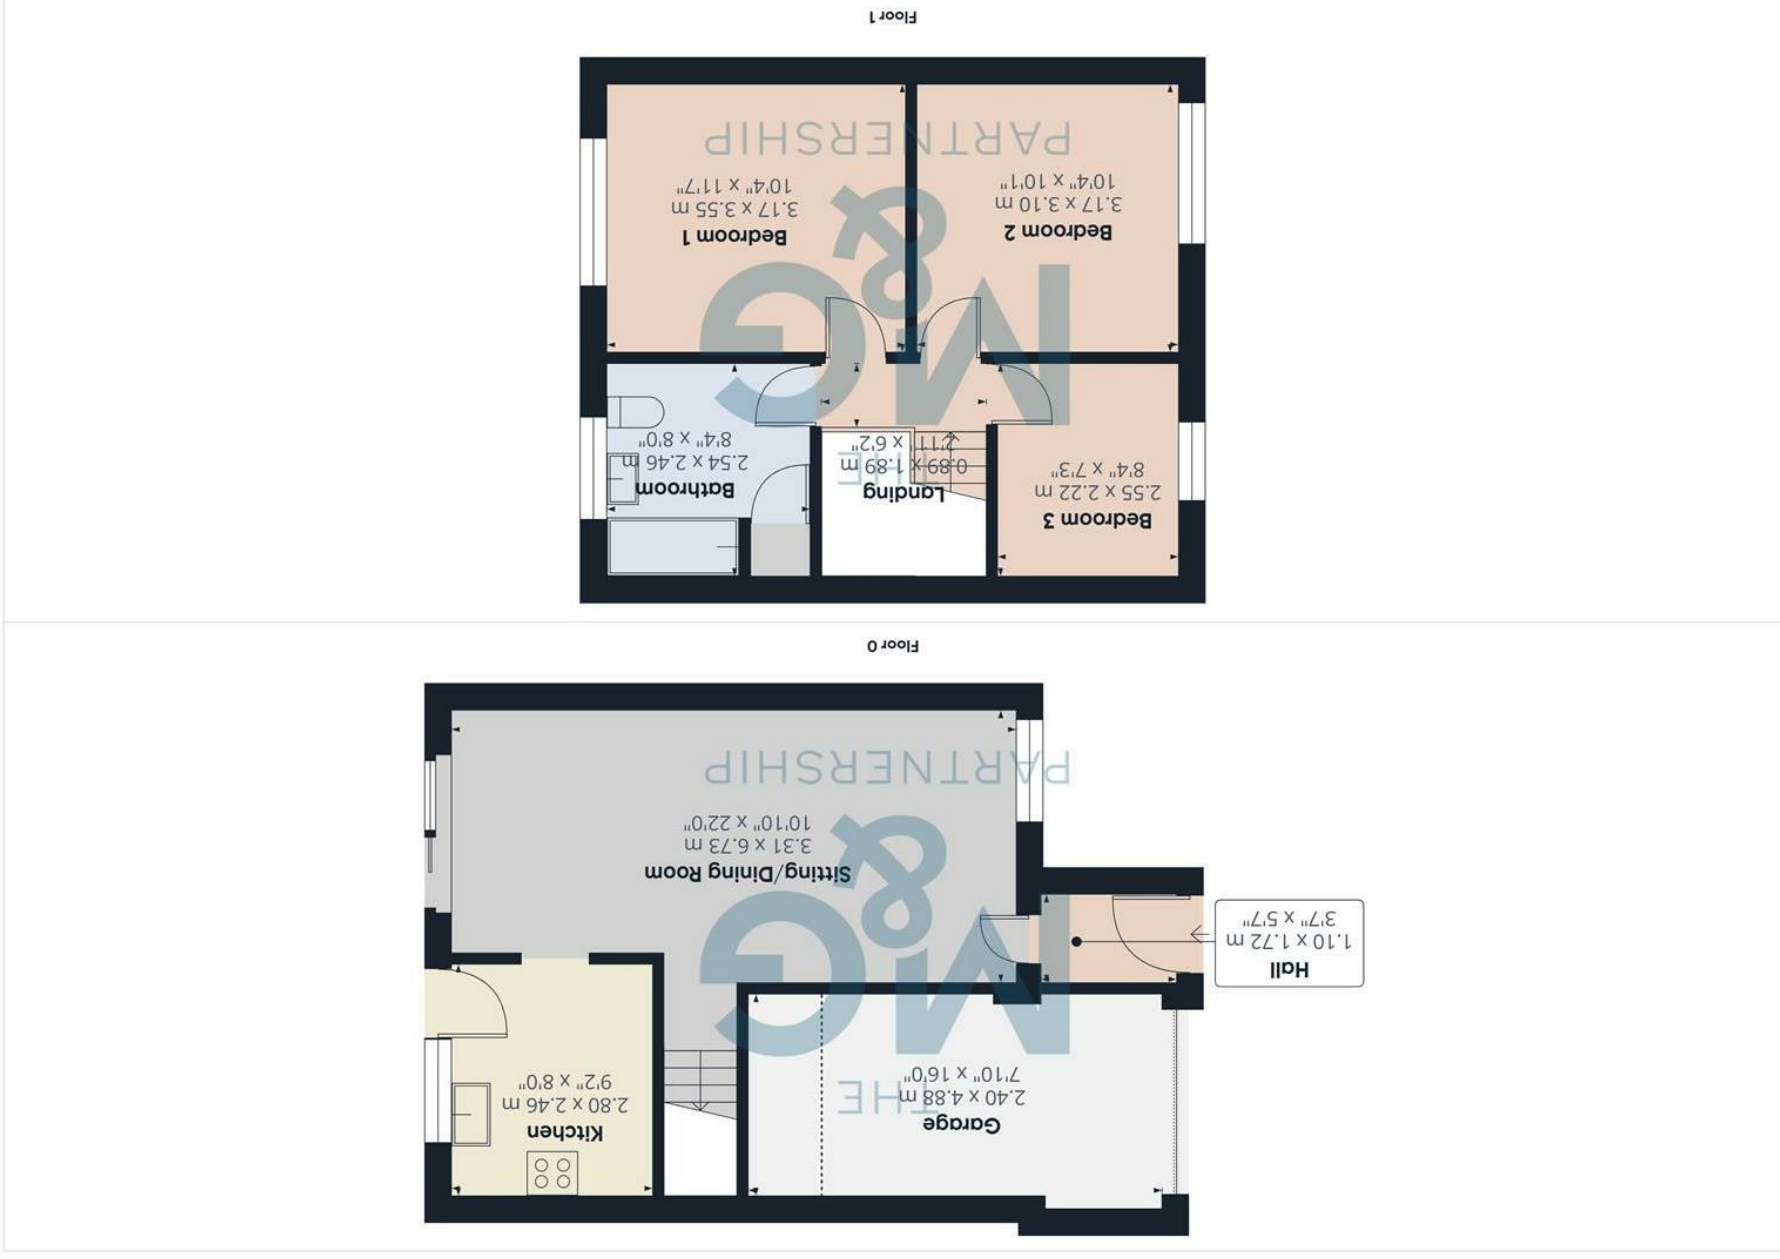 Hall
1.10 x 1.72 m
3'7" x 5'7"
Garage
2.40 x 4.88 m
7'10" x 16'0"
Kitchen
2.80 x 2.46 m
9'2" x 8'0"
Sitting/Dining Room
3.31 x 6.73 m
10'10" x 22'0"
THE
M&G
PARTNERSHIP
Floor 0
Bedroom 3
2.55 x 2.22 m
8'4" x 7'3"
Landing
0.89 x 1.89 m
2'11" x 6'2"
Bathroom
2.54 x 2.46 m
8'4" x 8'0"
Bedroom 2
3.17 x 3.10 m
10'4" x 10'1"
Bedroom 1
3.17 x 3.55 m
10'4" x 11'7"
THE
M&G
PARTNERSHIP
Floor 1